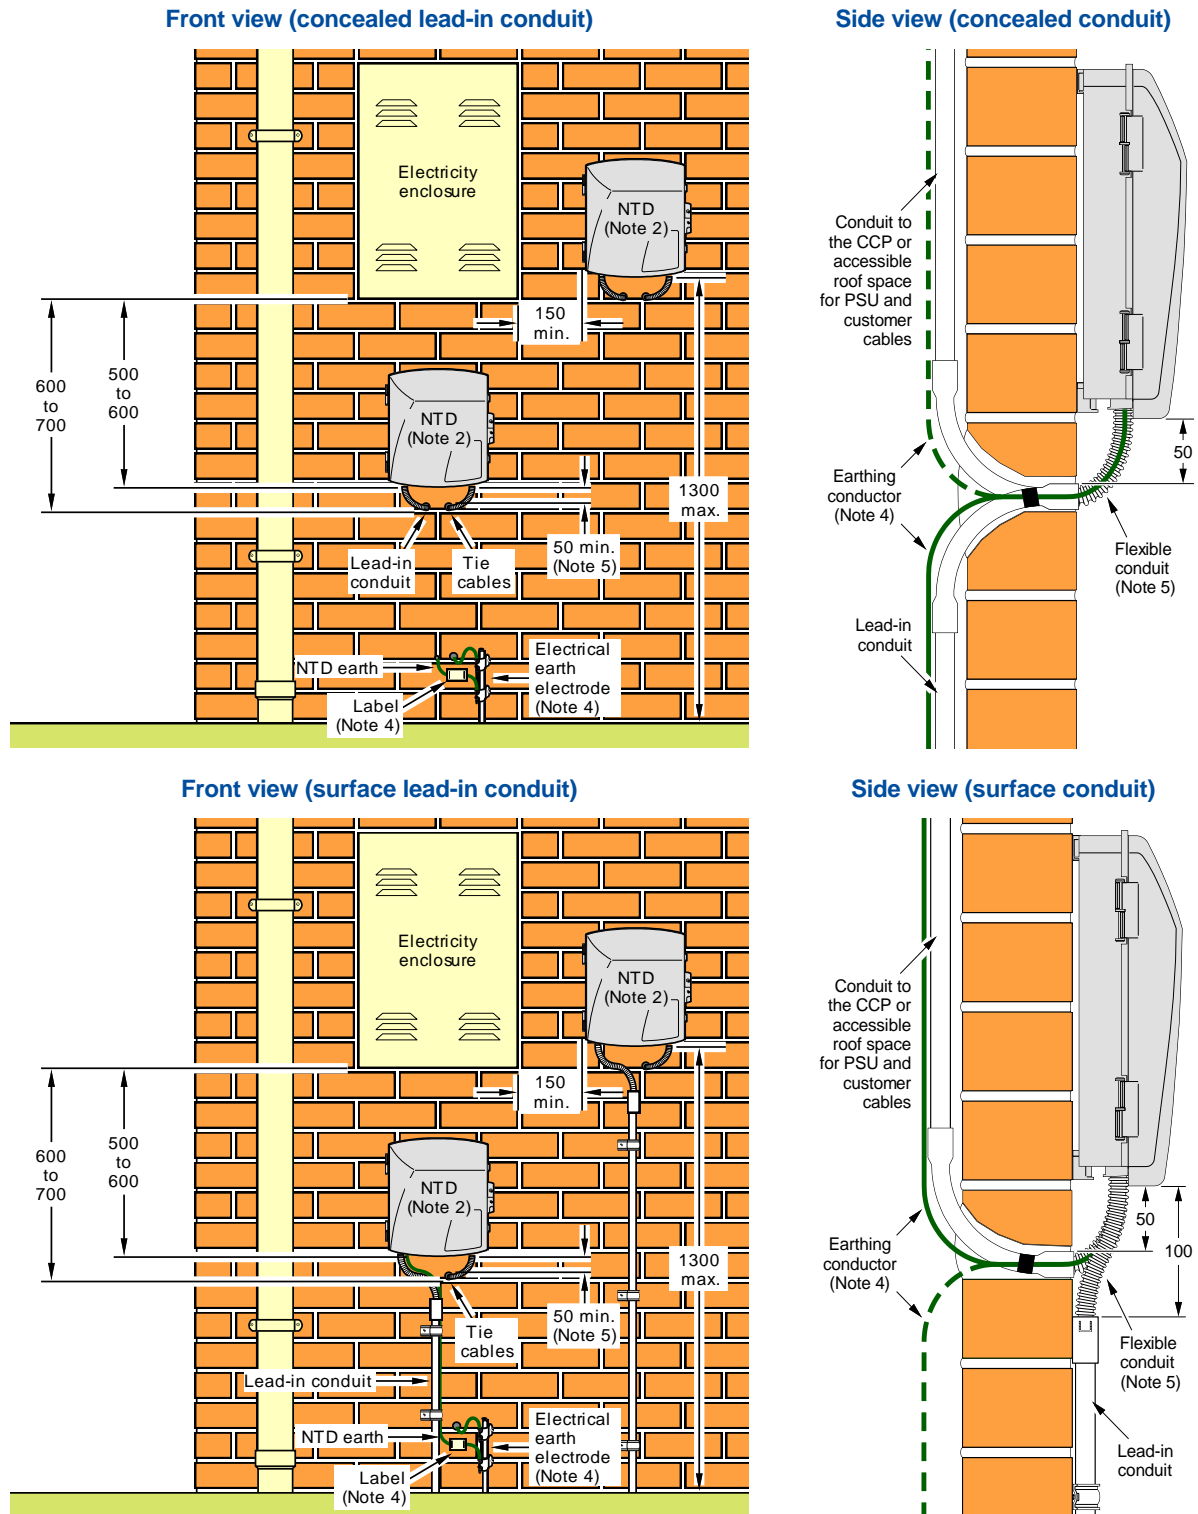 Front view (concealed lead-in conduit)
Side view (concealed conduit)
Electricity
enclosure
NTD
(Note 2)
150
min.
600
to
700
500
to
600
NTD
(Note 2)
1300
max.
50 min.
(Note 5)
Lead-in
conduit
Tie
cables
NTD earth
Label
(Note 4)
Electrical
earth
electrode
(Note 4)
Conduit to
the CCP or
accessible
roof space
for PSU and
customer
cables
50
Earthing
conductor
(Note 4)
Flexible
conduit
(Note 5)
Lead-in
conduit
Front view (surface lead-in conduit)
Side view (surface conduit)
Electricity
enclosure
NTD
(Note 2)
150
min.
600
to
700
500
to
600
NTD
(Note 2)
1300
max.
50 min.
(Note 5)
Tie
cables
Lead-in conduit
NTD earth
Label
(Note 4)
Electrical
earth
electrode
(Note 4)
Conduit to
the CCP or
accessible
roof space
for PSU and
customer
cables
50
100
Earthing
conductor
(Note 4)
Flexible
conduit
(Note 5)
Lead-in
conduit